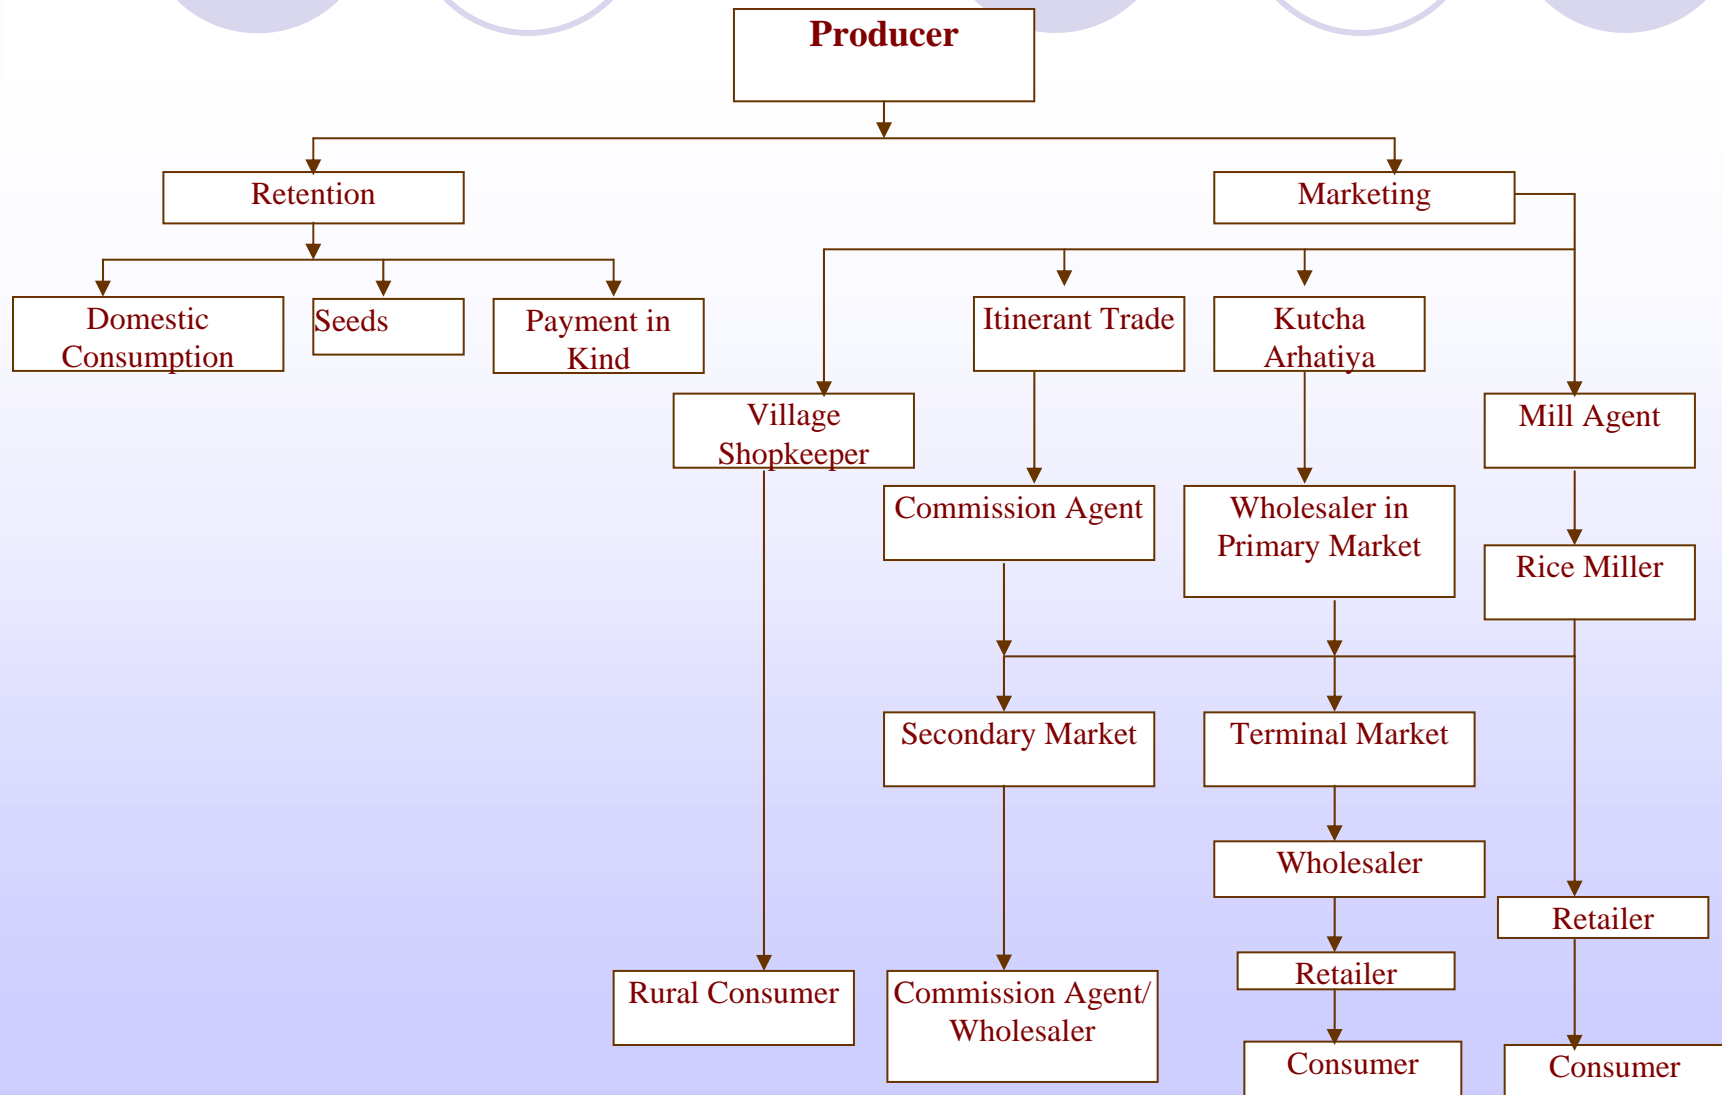 Producer
Retention
Marketing
Domestic
Consumption
Seeds
Payment in
Kind
Itinerant Trade
Kutcha
Arhatiya
Village
Shopkeeper
Mill Agent
Commission Agent
Wholesaler in
Primary Market
Rice Miller
Secondary Market
Terminal Market
Wholesaler
Retailer
Rural Consumer
Commission Agent/
Wholesaler
Retailer
Consumer
Consumer